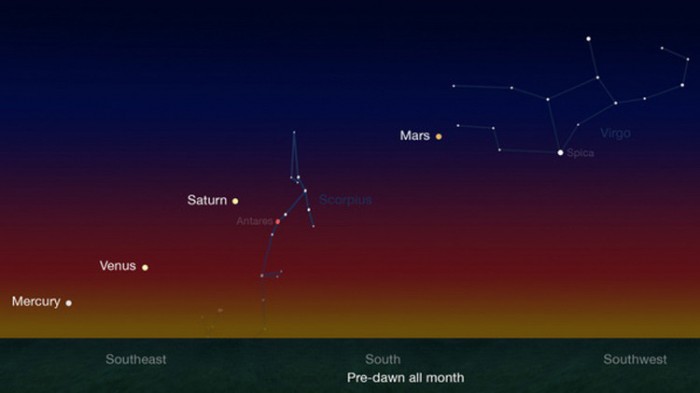 Mars
Virgo
Spica
Saturn
Scorpius
Antares
Venus
Mercury
Southeast
South
Southwest
Pre-dawn all month